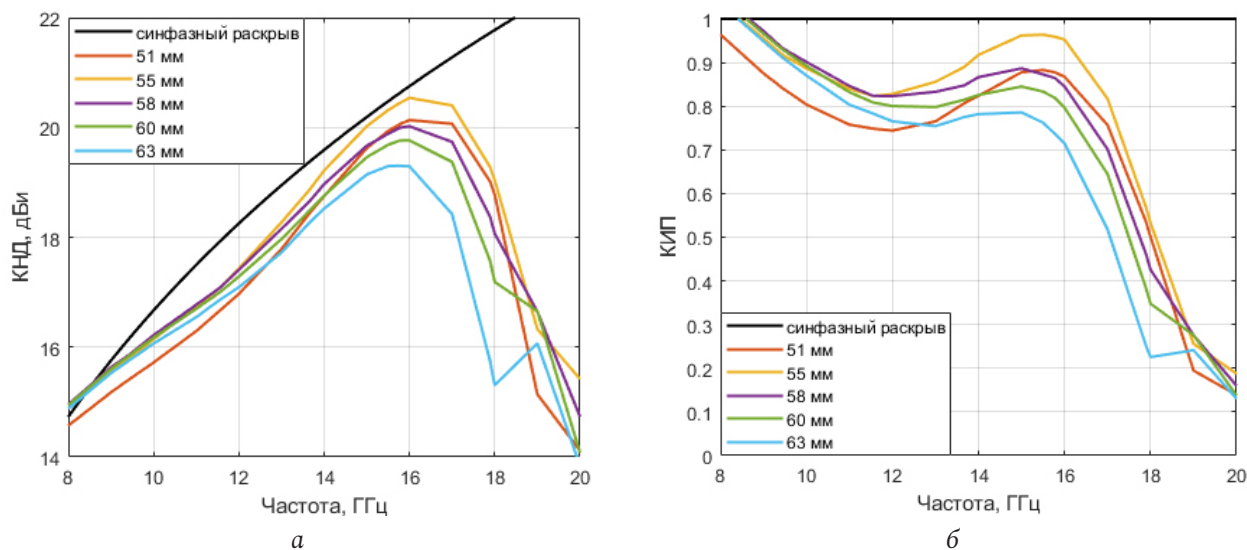 22
20
18
16
14
КНД, дБи
синфазный раскрыв
51 мм
55 мм
58 мм
60 мм
63 мм
8 10 12 14 16 18 20
Частота, ГГц
а
1
0.9
0.8
0.7
0.6
0.5
0.4
0.3
0.2
0.1
0
КИП
синфазный раскрыв
51 мм
55 мм
58 мм
60 мм
63 мм
8 10 12 14 16 18 20
Частота, ГГц
б